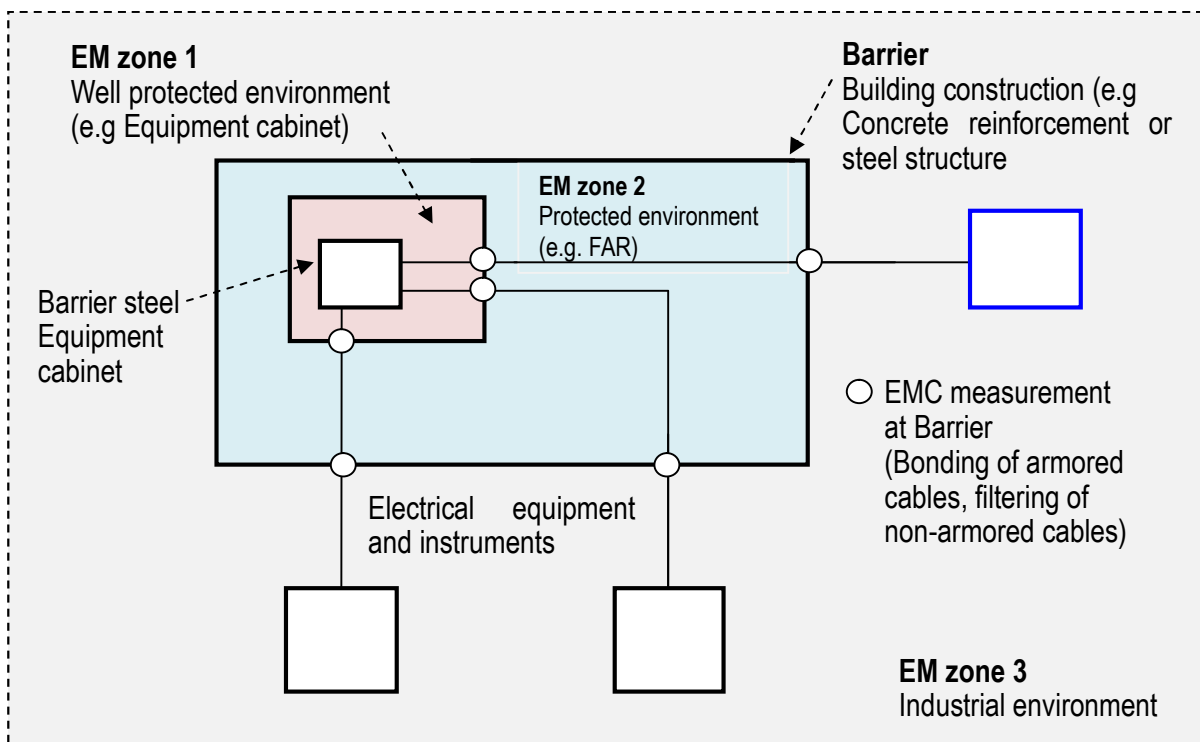 EM zone 1
Well protected environment
(e.g Equipment cabinet)
Barrier
Building construction (e.g
Concrete reinforcement or
steel structure
EM zone 2
Protected environment
(e.g. FAR)
Barrier steel
Equipment
cabinet
EMC measurement
at Barrier
(Bonding of armored
cables, filtering of
non-armored cables)
Electrical equipment
and instruments
EM zone 3
Industrial environment